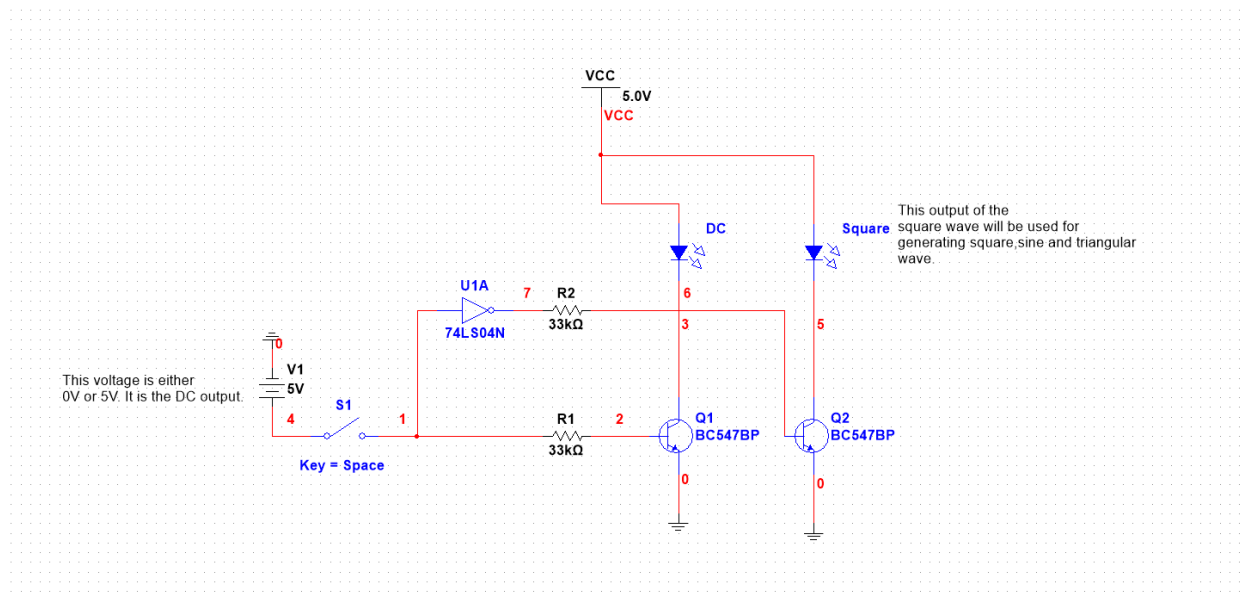 VCC
5.0V
VCC
DC
Square
This output of the
square wave will be used for
generating square,sine and triangular
wave.
U1A
7
R2
6
33kΩ
3
5
74LS04N
0
V1
5V
This voltage is either
0V or 5V. It is the DC output.
S1
4
1
R1
2
Q1
BC547BP
Q2
BC547BP
33kΩ
Key = Space
0
0